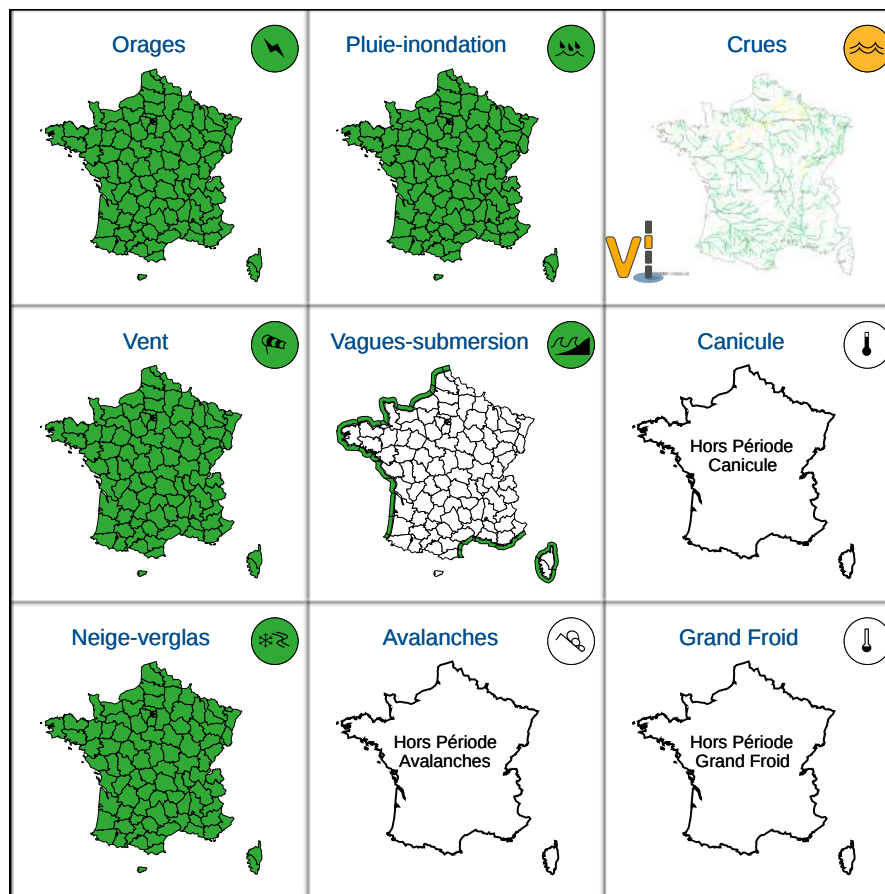 Orages
Pluie-inondation
Crues
Vent
Vagues-submersion
Canicule
Hors Période
Canicule
Neige-verglas
Avalanches
Grand Froid
Hors Période
Avalanches
Hors Période
Grand Froid